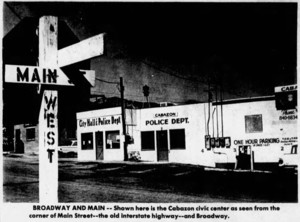 MAIN
WEST
City Hall & Police Dept
CABAZON
POLICE DEPT.
ONE HOUR PARKING
BROADWAY AND MAIN -- Shown here is the Cabazon civic center as seen from the
corner of Main Street--the old Interstate highway--and Broadway.